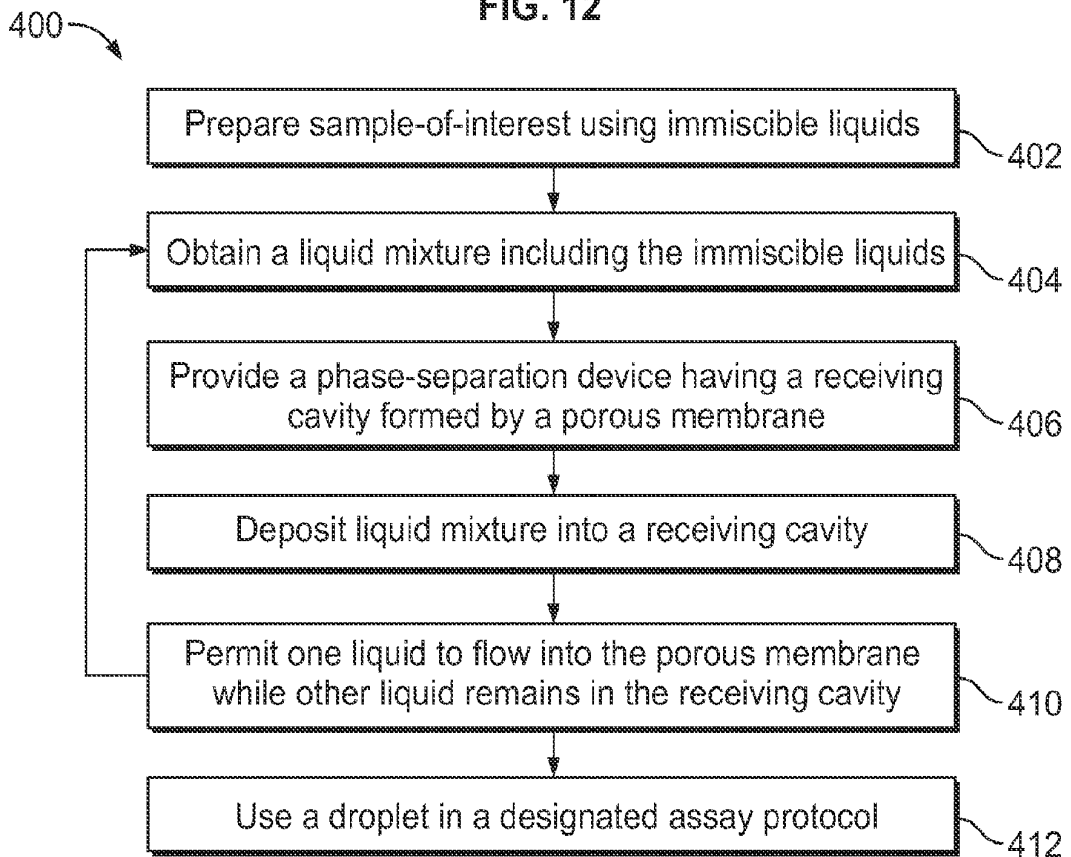 FIG. 12
400
Prepare sample-of-interest using immiscible liquids
402
Obtain a liquid mixture including the immiscible liquids
404
Provide a phase-separation device having a receiving
cavity formed by a porous membrane
406
Deposit liquid mixture into a receiving cavity
408
Permit one liquid to flow into the porous membrane
while other liquid remains in the receiving cavity
410
Use a droplet in a designated assay protocol
412